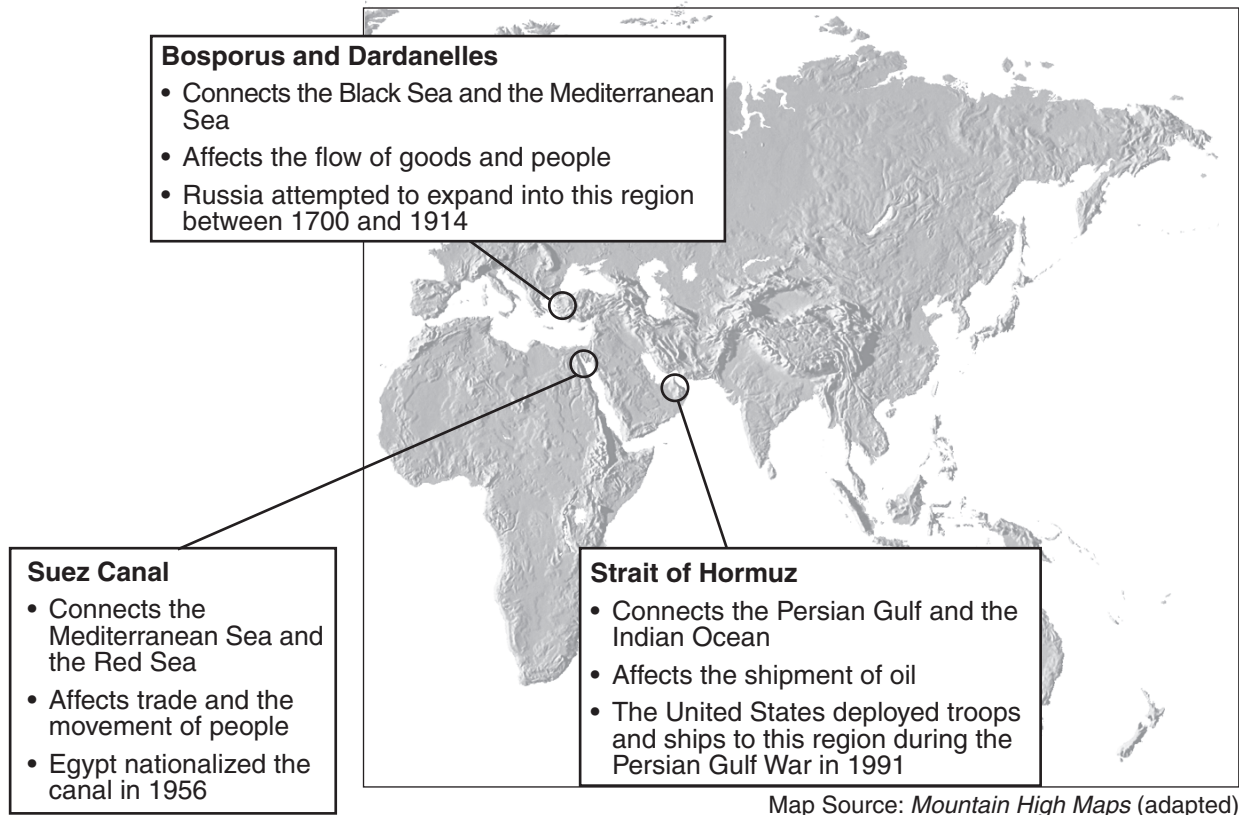 Bosporus and Dardanelles
• Connects the Black Sea and the Mediterranean
Sea
• Affects the flow of goods and people
• Russia attempted to expand into this region
between 1700 and 1914
Suez Canal
• Connects the
Mediterranean Sea and
the Red Sea
• Affects trade and the
movement of people
• Egypt nationalized the
canal in 1956
Strait of Hormuz
• Connects the Persian Gulf and the
Indian Ocean
• Affects the shipment of oil
• The United States deployed troops
and ships to this region during the
Persian Gulf War in 1991
Map Source: Mountain High Maps (adapted)